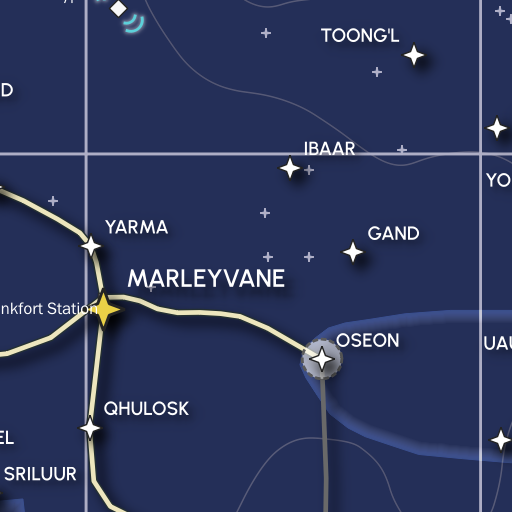 TOONG'L
D
IBAAR
YO
YARMA
GAND
MARLEYVANE
nkfort Station
OSEON
UAU
QHULOSK
EL
SRILUUR